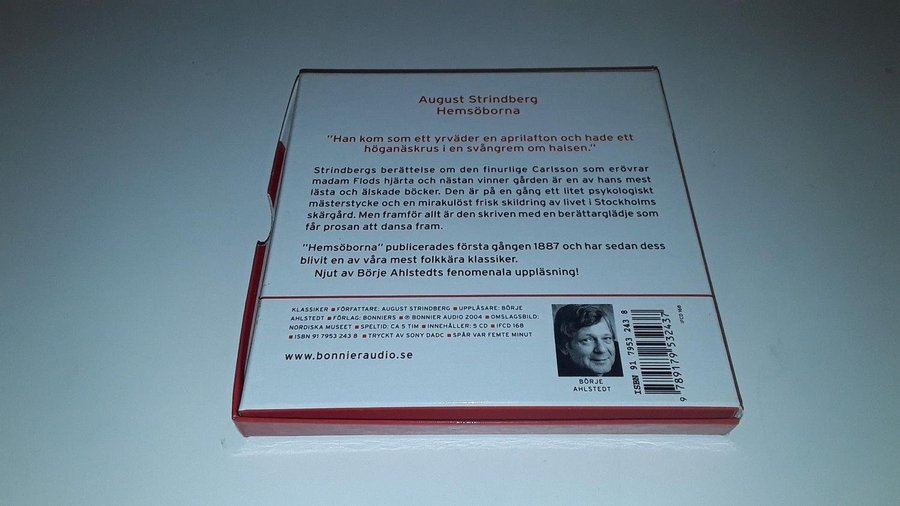 August Strindberg
Hemsöborna
"Han kom som ett yrväder en aprilafton och hade ett
höganäskrus i en svångrem om halsen."
Strindbergs berättelse om den finurlige Carlsson som erövrar
madam Flods hjärta och nästan vinner gården är en av hans mest
lästa och älskade böcker. Den är på en gång ett litet psykologiskt
mästerstycke och en mirakulöst frisk skildring av livet i Stockholms
skärgård. Men framför allt är den skriven med en berättarglädje som
får prosan att dansa fram.
"Hemsöborna" publicerades första gången 1887 och har sedan dess
blivit en av våra mest folkkära klassiker.
Njut av Börje Ahlstedts fenomenala uppläsning!
KLASSIKER ■ FÖRFATTARE: AUGUST STRINDBERG ■ UPPLÄSARE: BÖRJE
AHLSTEDT ■ FÖRLAG: BONNIERS ■ ℗ BONNIER AUDIO 2004 ■ OMSLAGSBILD:
NORDISKA MUSEET ■ SPELTID: CA 5 TIM ■ INNEHÅLLER: 5 CD ■ IFCD 168
■ ISBN 91 7953 243 8 ■ TRYCKT AV SONY DADC ■ SPÅR VAR FEMTE MINUT
www.bonnieraudio.se
BÖRJE
AHLSTEDT
ISBN 91 7953 243 8
9 789179 532437
IFCD 168